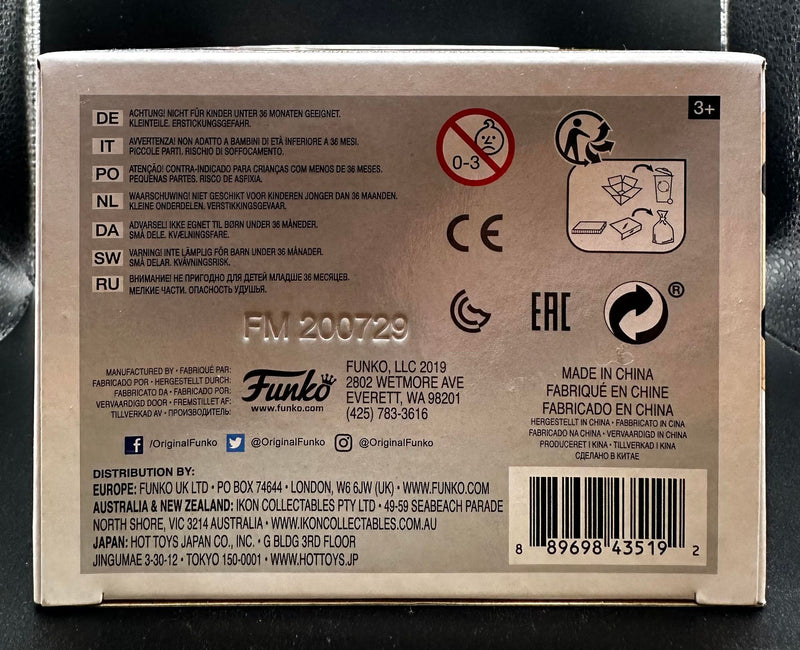 DE ACHTUNG! NICHT FÜR KINDER UNTER 36 MONATEN GEEIGNET.
KLEINTEILE. ERSTICKUNGSGEFAHR.
IT AVVERTENZA! NON ADATTO A BAMBINI DI ETÀ INFERIORE A 36 MESI.
PICCOLE PARTI. RISCHIO DI SOFFOCAMENTO.
PO ATENÇÃO! CONTRA-INDICADO PARA CRIANÇAS COM MENOS DE 36 MESES.
PEQUENAS PARTES. RISCO DE ASFIXIA.
NL WAARSCHUWING! NIET GESCHIKT VOOR KINDEREN JONGER DAN 36 MAANDEN.
KLEINE ONDERDELEN. VERSTIKKINGSGEVAAR.
DA ADVARSEL! IKKE EGNET TIL BØRN UNDER 36 MÅNEDER.
SMÅ DELE. KVÆLNINGSFARE.
SW VARNING! INTE LÄMPLIG FÖR BARN UNDER 36 MÅNADER.
SMÅ DELAR. KVÄVNINGSRISK.
RU ВНИМАНИЕ! НЕ ПРИГОДНО ДЛЯ ДЕТЕЙ МЛАДШЕ 36 МЕСЯЦЕВ.
МЕЛКИЕ ЧАСТИ. ОПАСНОСТЬ УДУШЬЯ.
0-3
3+
CE
EAC
®
FM 200729
MANUFACTURED BY • FABRIQUÉ PAR:
FABRICADO POR • HERGESTELLT DURCH:
FABBRICATO DA • FABRICADO POR:
VERVAARDIGD DOOR • FREMSTILLET AF:
TILLVERKAD AV • ПРОИЗВОДИТЕЛЬ:
Funko
www.funko.com
FUNKO, LLC 2019
2802 WETMORE AVE
EVERETT, WA 98201
(425) 783-3616
MADE IN CHINA
FABRIQUÉ EN CHINE
FABRICADO EN CHINA
HERGESTELLT IN CHINA • FABBRICATO IN CINA
FABRICADO NA CHINA • VERVAARDIGD IN CHINA
PRODUCERET I KINA • TILLVERKAD I KINA
СДЕЛАНО В КИТАЕ
/OriginalFunko @OriginalFunko @OriginalFunko
DISTRIBUTION BY:
EUROPE: FUNKO UK LTD • PO BOX 74644 • LONDON, W6 6JW (UK) • WWW.FUNKO.COM
AUSTRALIA & NEW ZEALAND: IKON COLLECTABLES PTY LTD • 49-59 SEABEACH PARADE
NORTH SHORE, VIC 3214 AUSTRALIA • WWW.IKONCOLLECTABLES.COM.AU
JAPAN: HOT TOYS JAPAN CO., INC. • G BLDG 3RD FLOOR
JINGUMAE 3-30-12 • TOKYO 150-0001 • WWW.HOTTOYS.JP
8 89698 43519 2